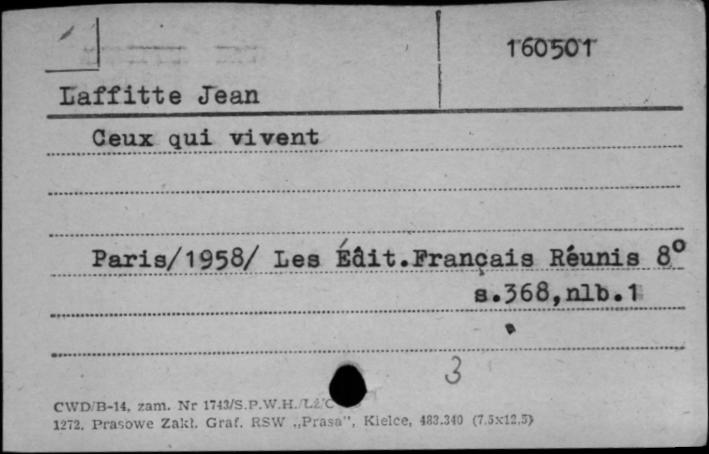 160501
Laffitte Jean
Ceux qui vivent
Paris/1958/ Les Édit.Français Réunis 8°
s.368,nlb.1
3
CWD/B-14, zam. Nr 1743/S.P.W.H.
1272. Prasowe Zakł. Graf. RSW „Prasa", Kielce, 483.340 (7,5x12,5)